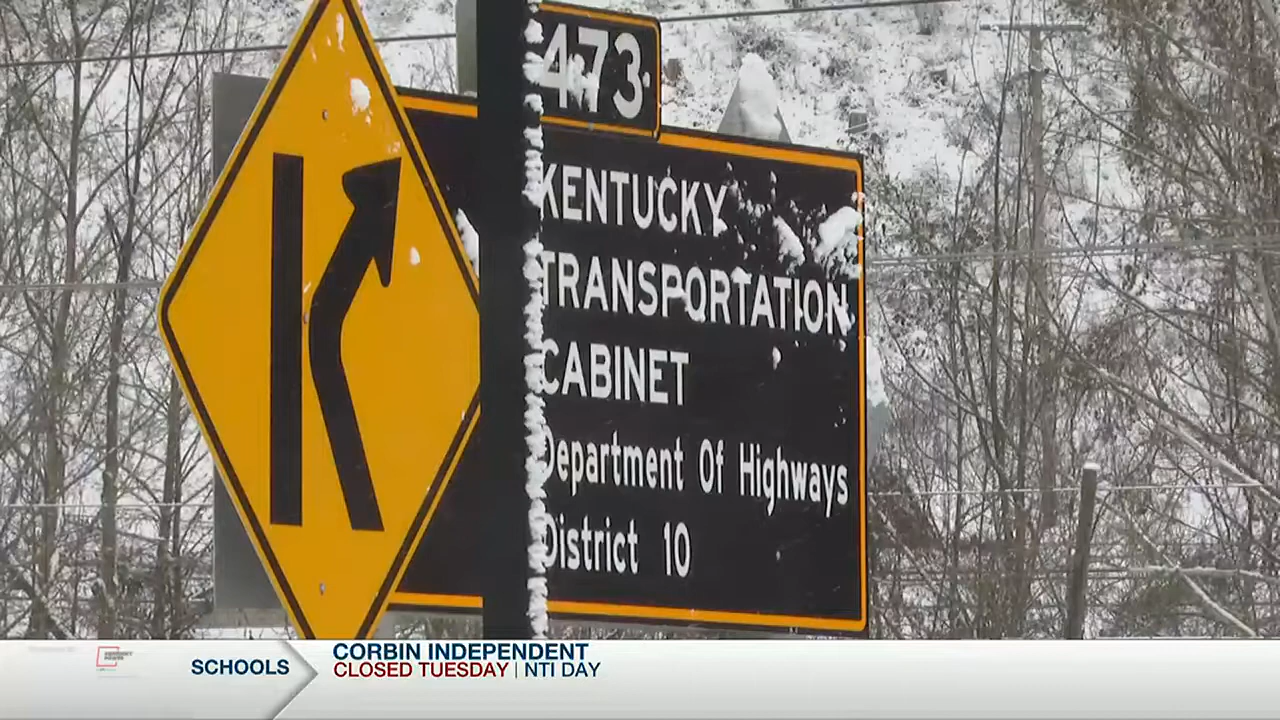 473
KENTUCKY
TRANSPORTATION
CABINET
Department Of Highways
District 10
SCHOOLS
CORBIN INDEPENDENT
CLOSED TUESDAY | NTI DAY